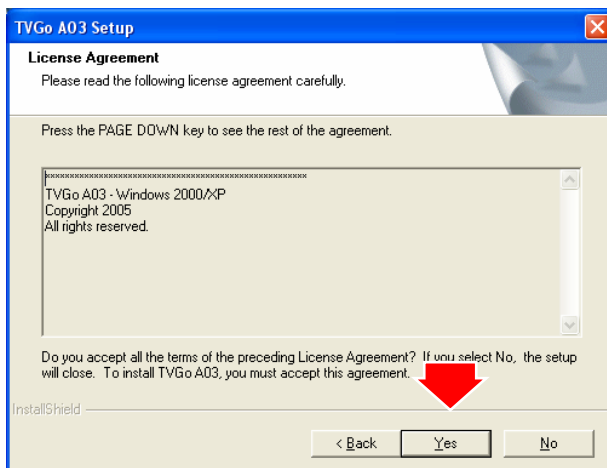 TVGo A03 Setup
License Agreement
Please read the following license agreement carefully.
Press the PAGE DOWN key to see the rest of the agreement.
*******************************************************
TVGo A03 - Windows 2000/XP
Copyright 2005
All rights reserved.
Do you accept all the terms of the preceding License Agreement? If you select No, the setup
will close. To install TVGo A03, you must accept this agreement.
InstallShield
< Back Yes No